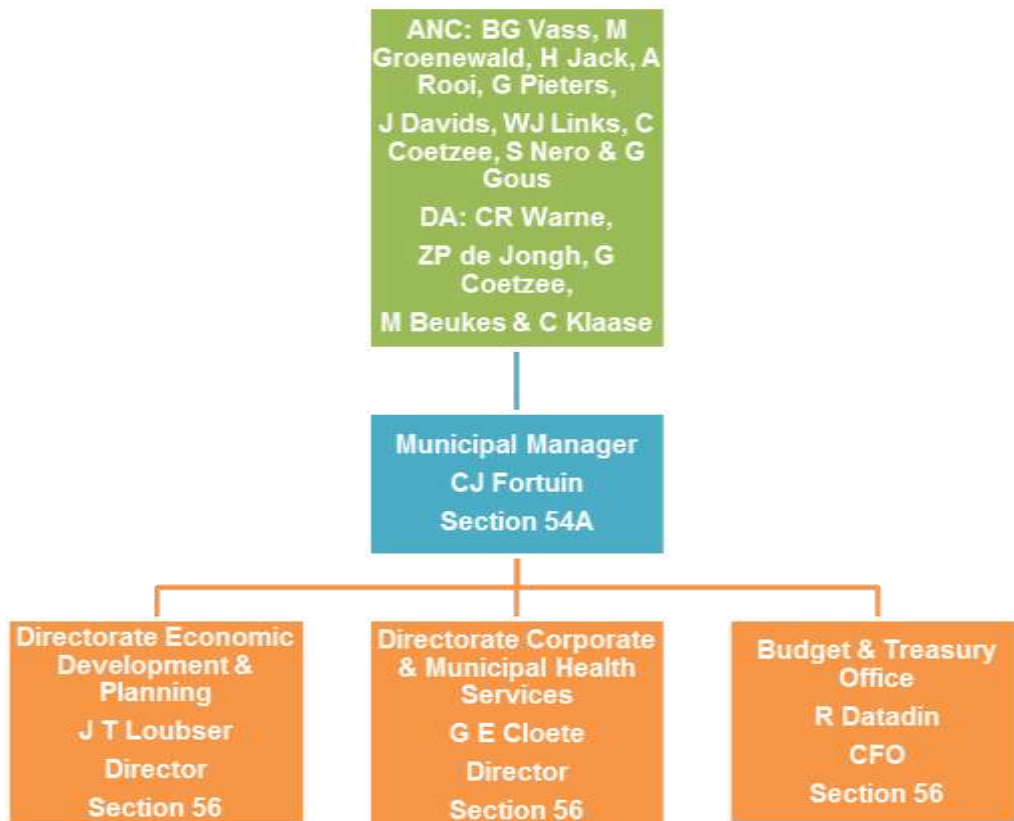 ANC: BG Vass, M
Groenewald, H Jack, A
Rooi, G Pieters,
J Davids, WJ Links, C
Coetzee, S Nero & G
Gous
DA: CR Warne,
ZP de Jongh, G
Coetzee,
M Beukes & C Klaase
Municipal Manager
CJ Fortuin
Section 54A
Directorate Economic
Development &
Planning
J T Loubser
Director
Section 56
Directorate Corporate
& Municipal Health
Services
G E Cloete
Director
Section 56
Budget & Treasury
Office
R Datadin
CFO
Section 56